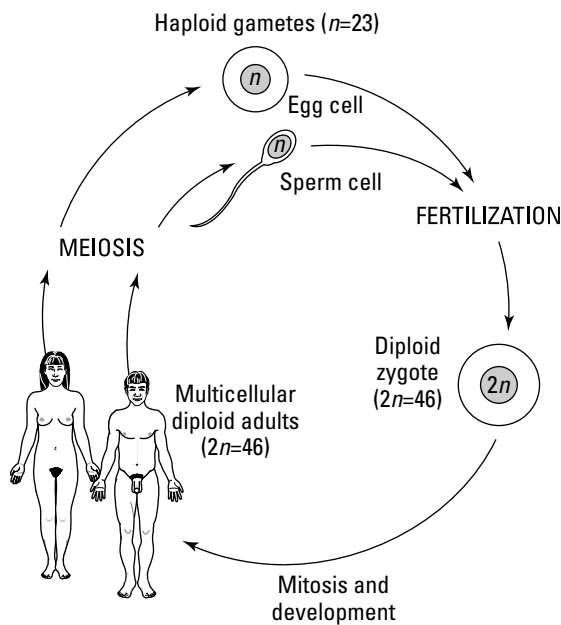 Haploid gametes (n=23)
n
Egg cell
n
Sperm cell
MEIOSIS
FERTILIZATION
Diploid
zygote
(2n=46)
2n
Multicellular
diploid adults
(2n=46)
Mitosis and
development